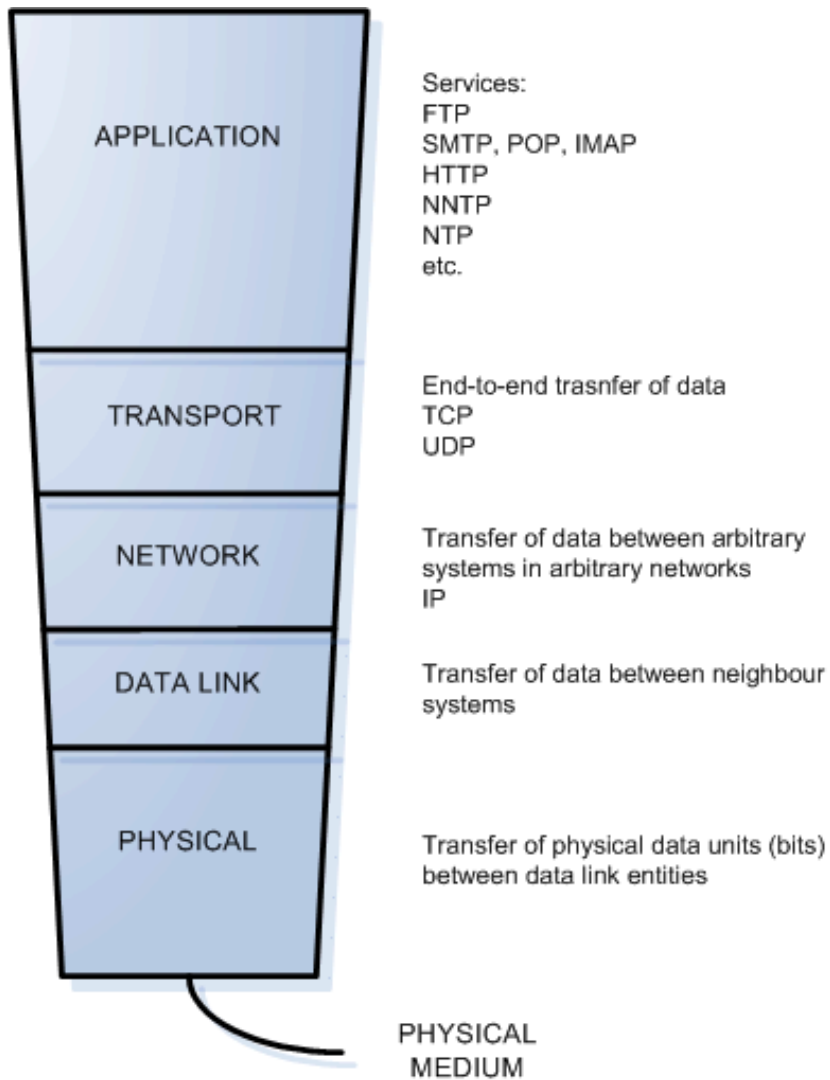 APPLICATION
Services:
FTP
SMTP, POP, IMAP
HTTP
NNTP
NTP
etc.
TRANSPORT
End-to-end trasnfer of data
TCP
UDP
NETWORK
Transfer of data between arbitrary
systems in arbitrary networks
IP
DATA LINK
Transfer of data between neighbour
systems
PHYSICAL
Transfer of physical data units (bits)
between data link entities
PHYSICAL
MEDIUM